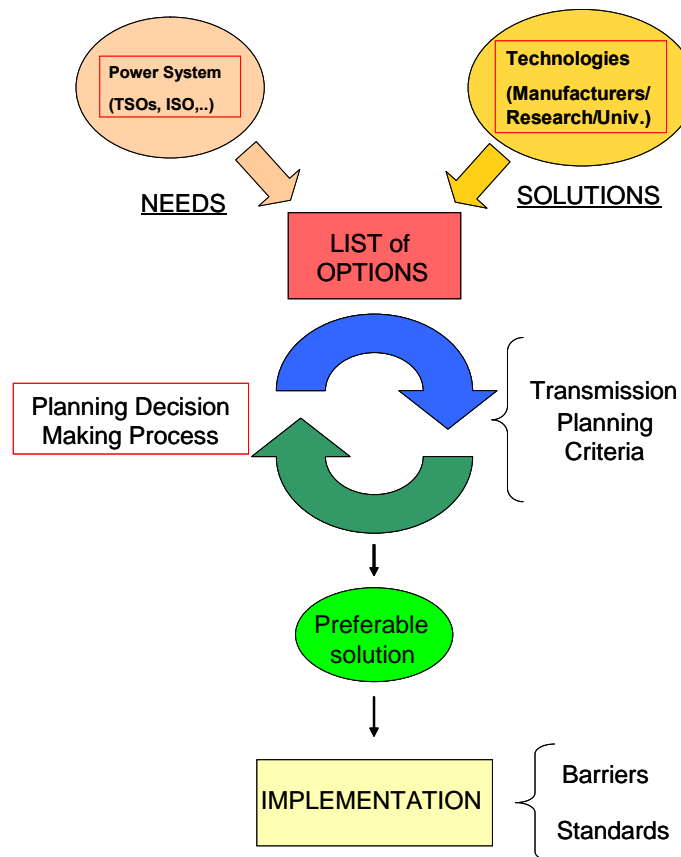 Power System
(TSOs, ISO,..)
Technologies
(Manufacturers/
Research/Univ.)
NEEDS
SOLUTIONS
LIST of
OPTIONS
Planning Decision
Making Process
Transmission
Planning
Criteria
Preferable
solution
IMPLEMENTATION
Barriers
Standards